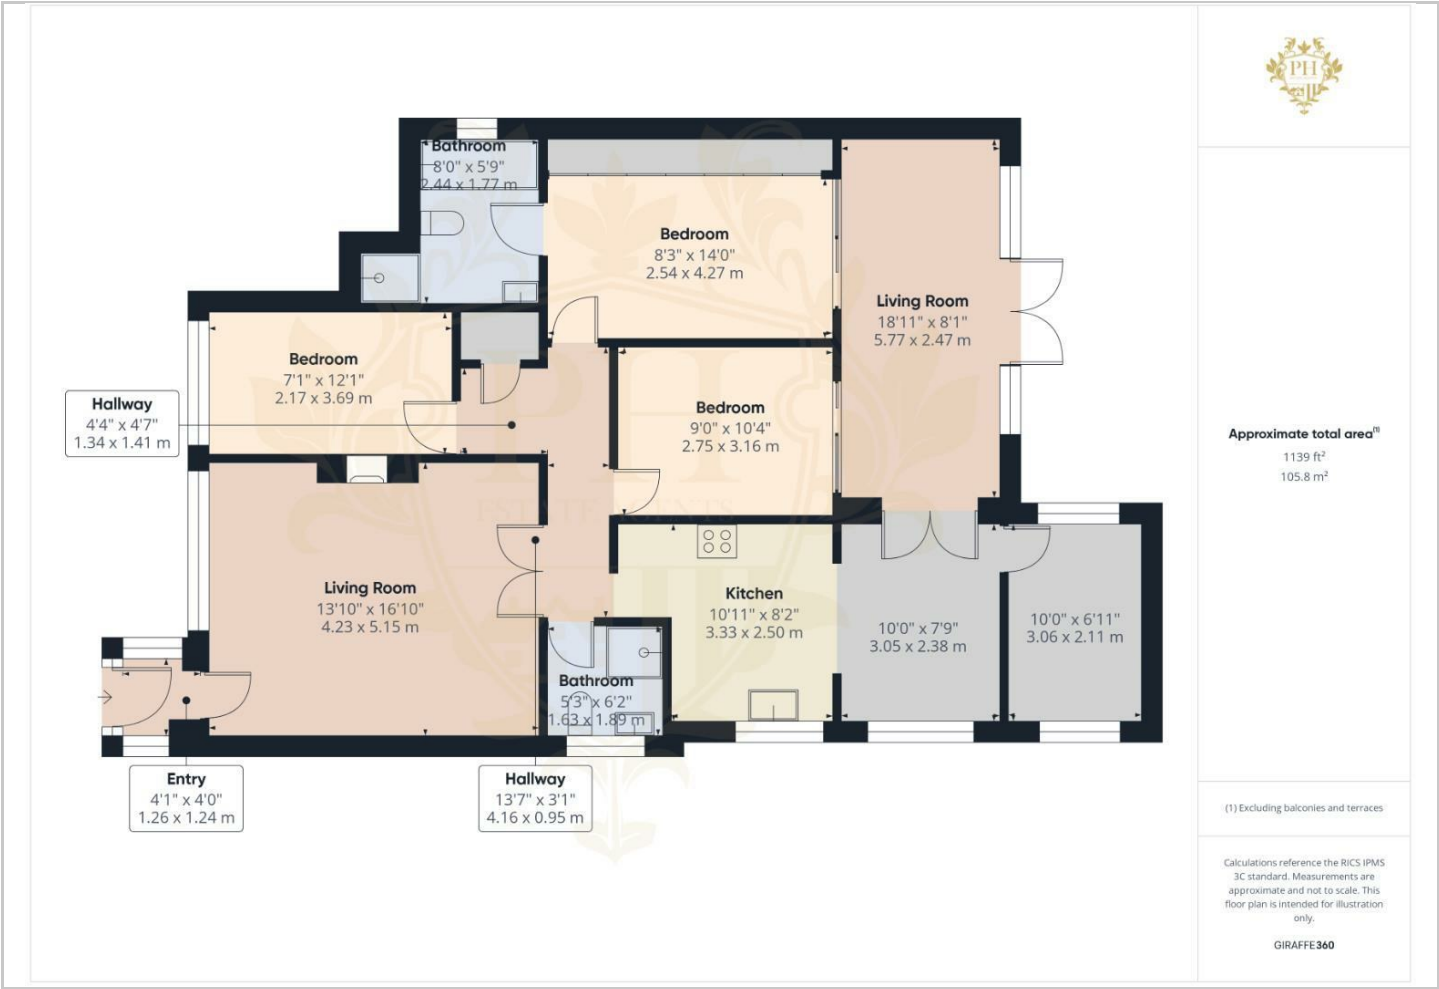 Bathroom
8'0" x 5'9"
2.44 x 1.77 m
Bedroom
8'3" x 14'0"
2.54 x 4.27 m
Living Room
18'11" x 8'1"
5.77 x 2.47 m
Bedroom
7'1" x 12'1"
2.17 x 3.69 m
Hallway
4'4" x 4'7"
1.34 x 1.41 m
Bedroom
9'0" x 10'4"
2.75 x 3.16 m
PH
ESTATE AGENTS
Living Room
13'10" x 16'10"
4.23 x 5.15 m
Kitchen
10'11" x 8'2"
3.33 x 2.50 m
10'0" x 7'9"
3.05 x 2.38 m
10'0" x 6'11"
3.06 x 2.11 m
Bathroom
5'3" x 6'2"
1.63 x 1.89 m
Entry
4'1" x 4'0"
1.26 x 1.24 m
Hallway
13'7" x 3'1"
4.16 x 0.95 m
PH
Approximate total area(1)
1139 ft²
105.8 m²
(1) Excluding balconies and terraces
Calculations reference the RICS IPMS
3C standard. Measurements are
approximate and not to scale. This
floor plan is intended for illustration
only.
GIRAFFE360